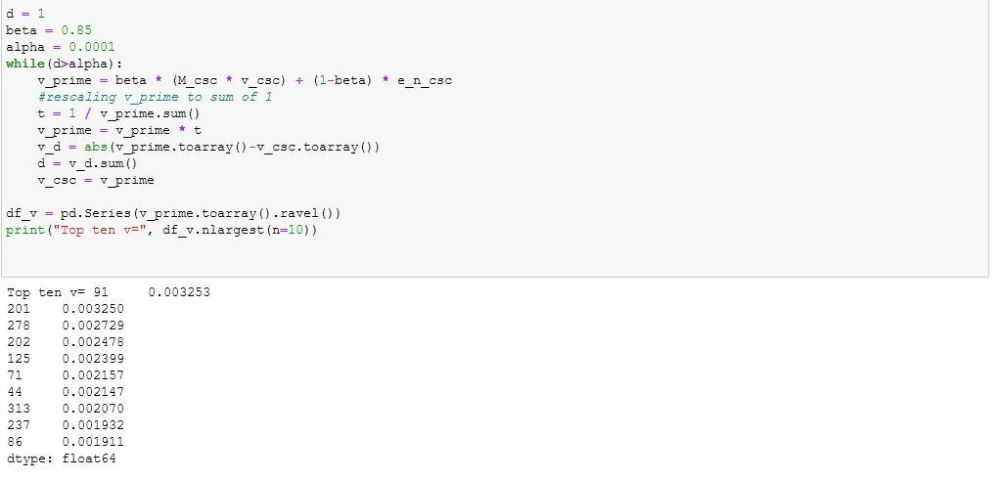 d = 1
beta = 0.85
alpha = 0.0001
while(d>alpha):
    v_prime = beta * (M_csc * v_csc) + (1-beta) * e_n_csc
    #rescaling v_prime to sum of 1
    t = 1 / v_prime.sum()
    v_prime = v_prime * t
    v_d = abs(v_prime.toarray()-v_csc.toarray())
    d = v_d.sum()
    v_csc = v_prime
df_v = pd.Series(v_prime.toarray().ravel())
print("Top ten v=", df_v.nlargest(n=10))
Top ten v= 91     0.003253
201    0.003250
278    0.002729
202    0.002478
125    0.002399
71     0.002157
44     0.002147
313    0.002070
237    0.001932
86     0.001911
dtype: float64